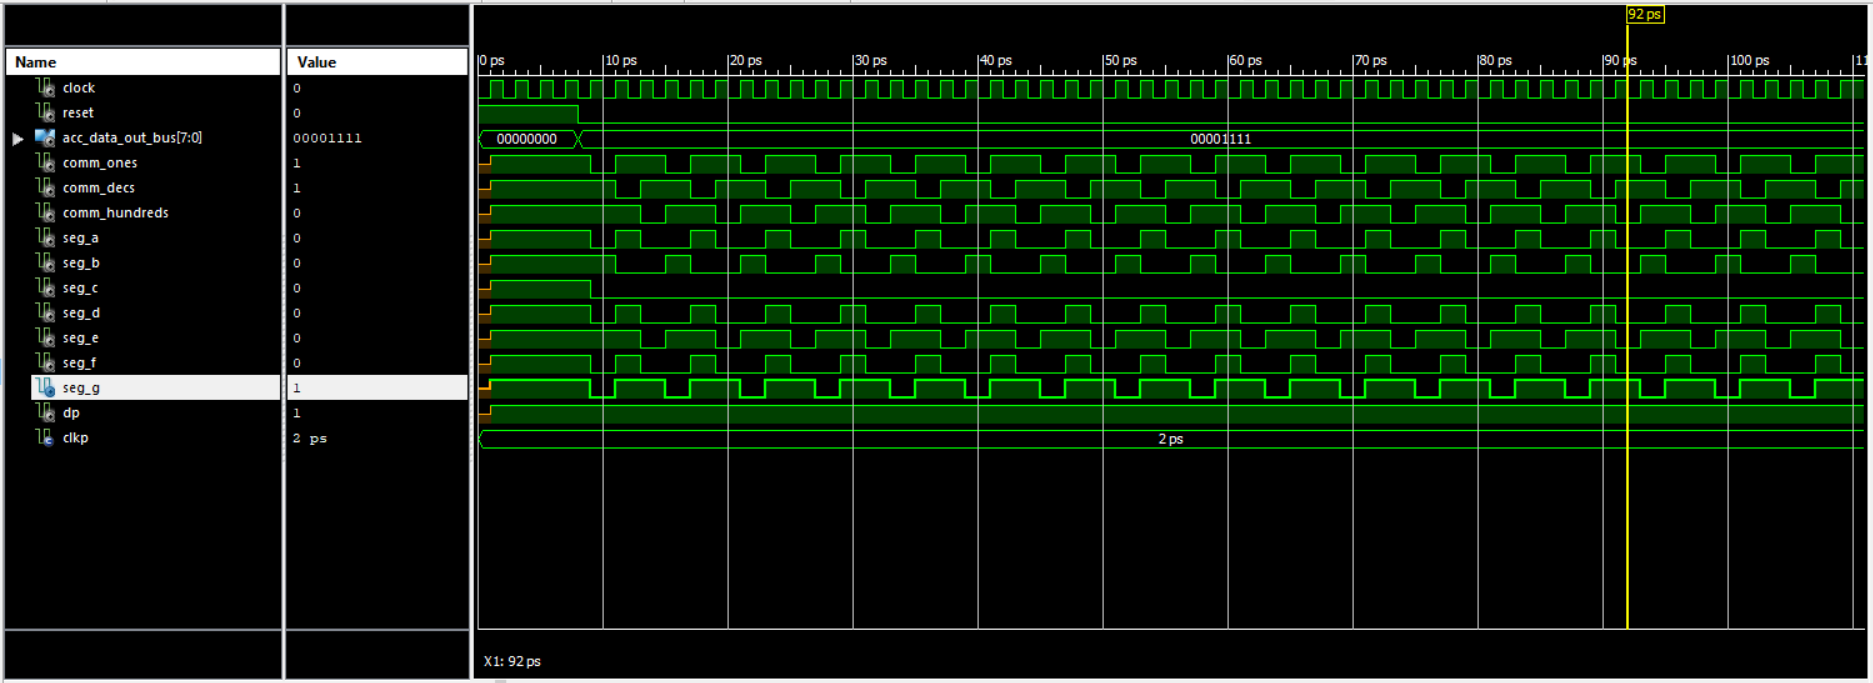 92 ps
Name Value
0 ps 10 ps 20 ps 30 ps 40 ps 50 ps 60 ps 70 ps 80 ps 90 ps 100 ps 11
clock 0
reset 0
acc_data_out_bus[7:0] 00001111 00000000 00001111
comm_ones 1
comm_decs 1
comm_hundreds 0
seg_a 0
seg_b 0
seg_c 0
seg_d 0
seg_e 0
seg_f 0
seg_g 1
dp 1
clkp 2 ps 2 ps
X1: 92 ps